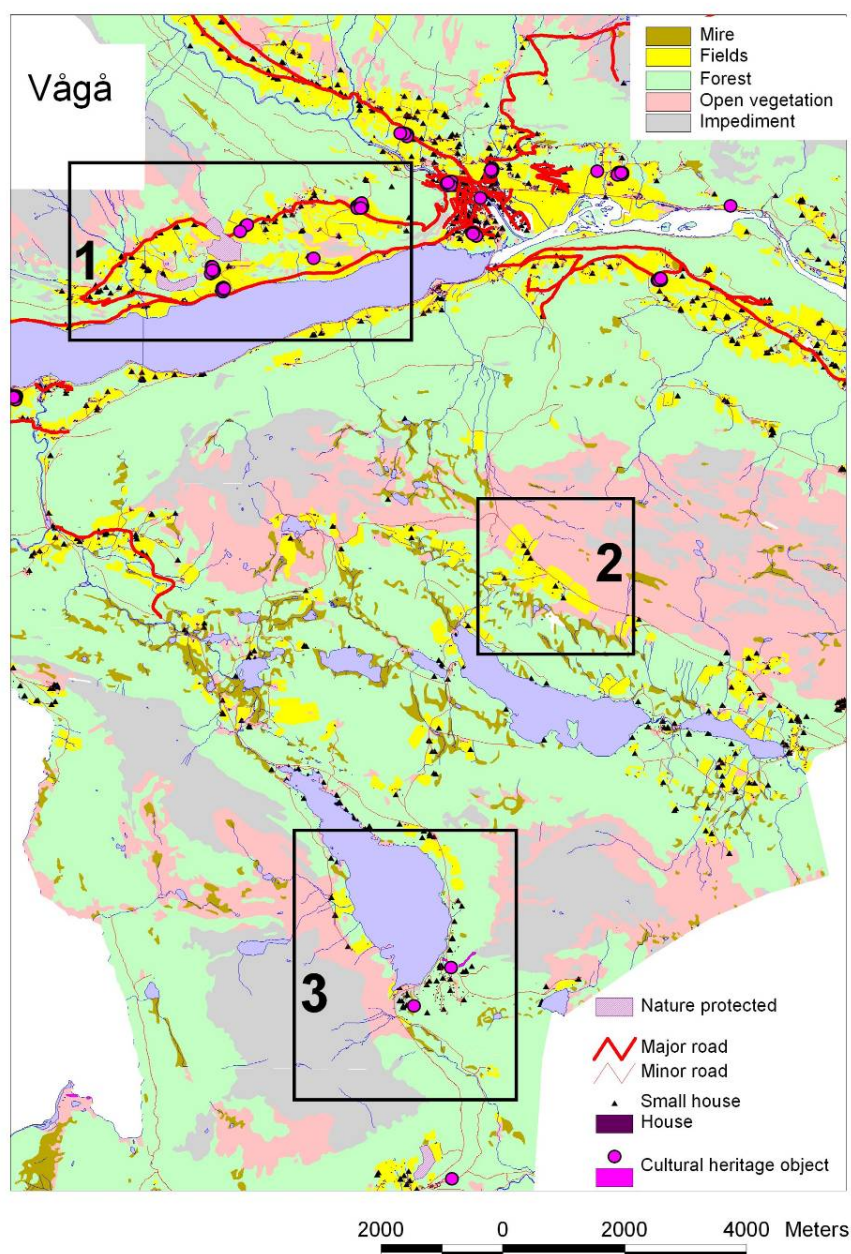 Vågå
Mire
Fields
Forest
Open vegetation
Impediment
1
2
3
Nature protected
Major road
Minor road
Small house
House
Cultural heritage object
2000 0 2000 4000 Meters